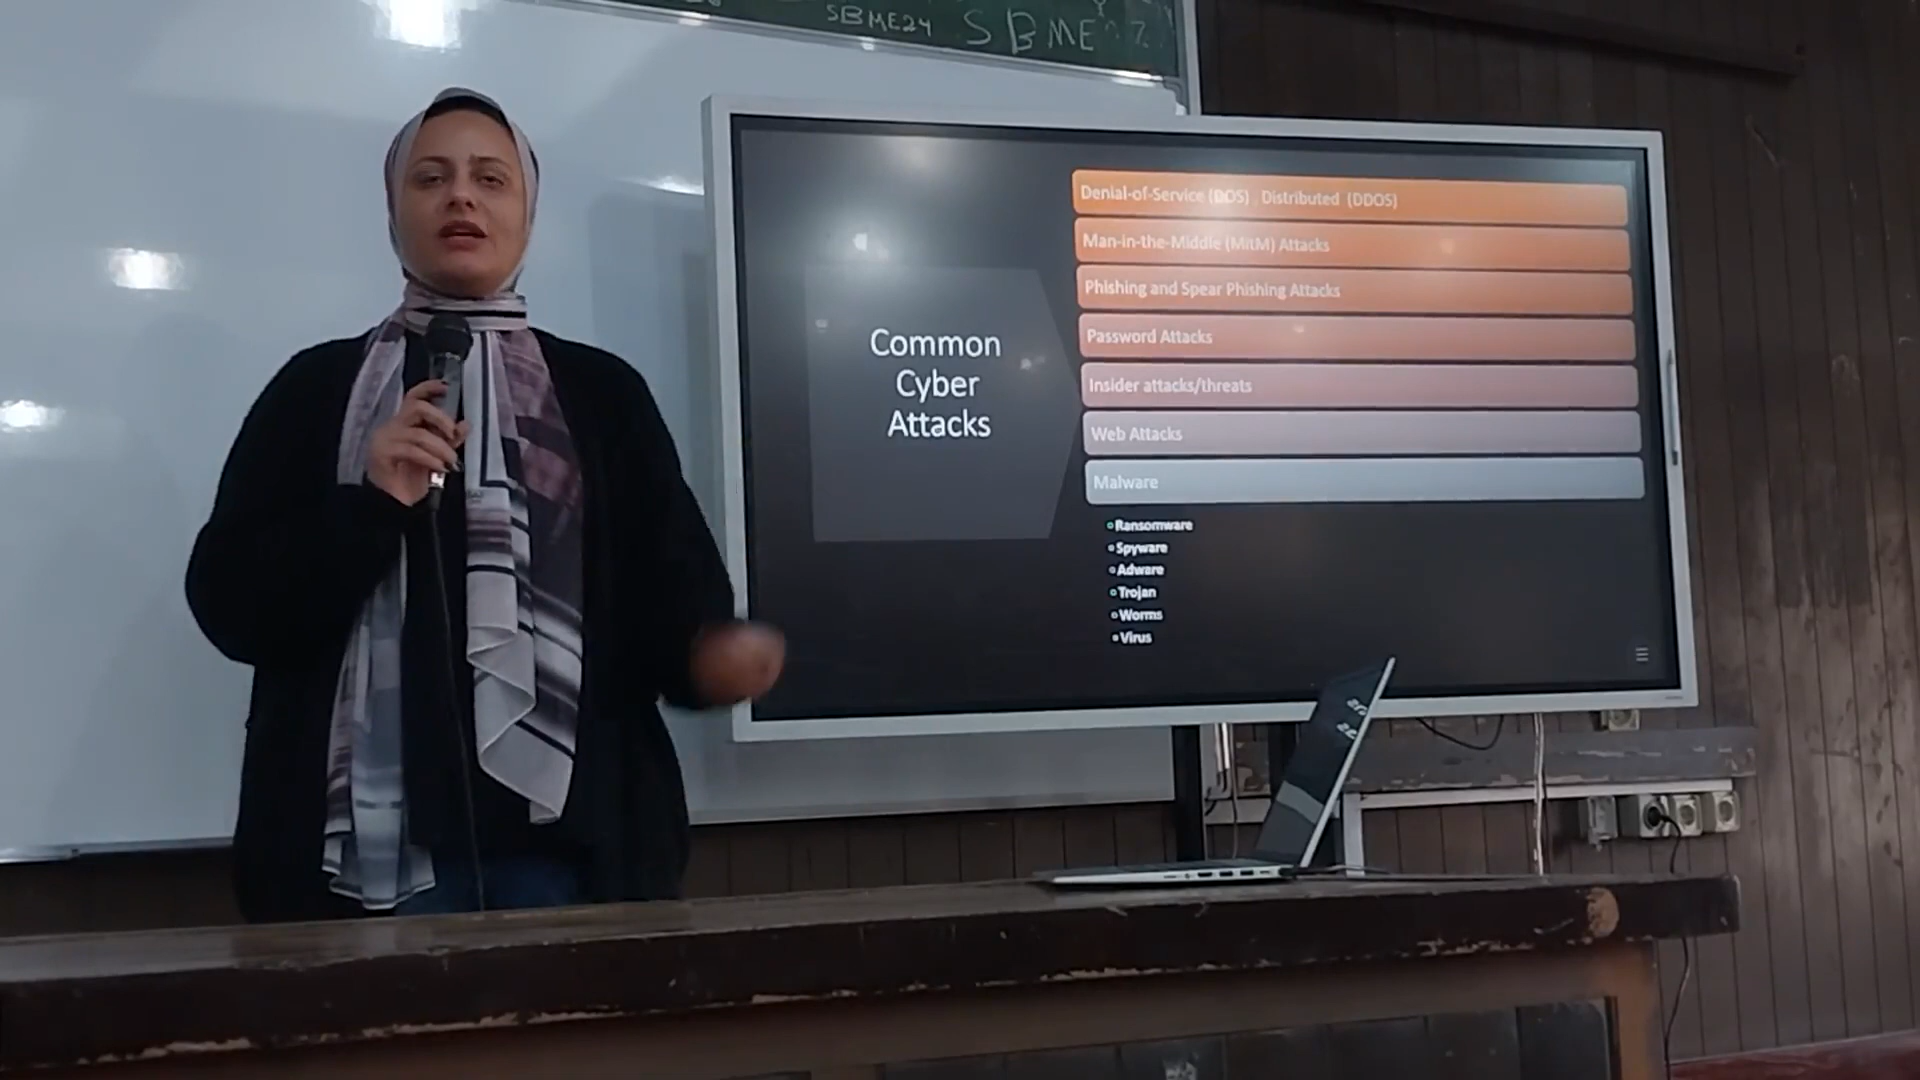 SBME24
SBME
Denial-of-Service (DOS) , Distributed (DDOS)
Man-in-the-Middle (MitM) Attacks
Phishing and Spear Phishing Attacks
Password Attacks
Insider attacks/threats
Web Attacks
Malware
Ransomware
Spyware
Adware
Trojan
Worms
Virus
Common
Cyber
Attacks